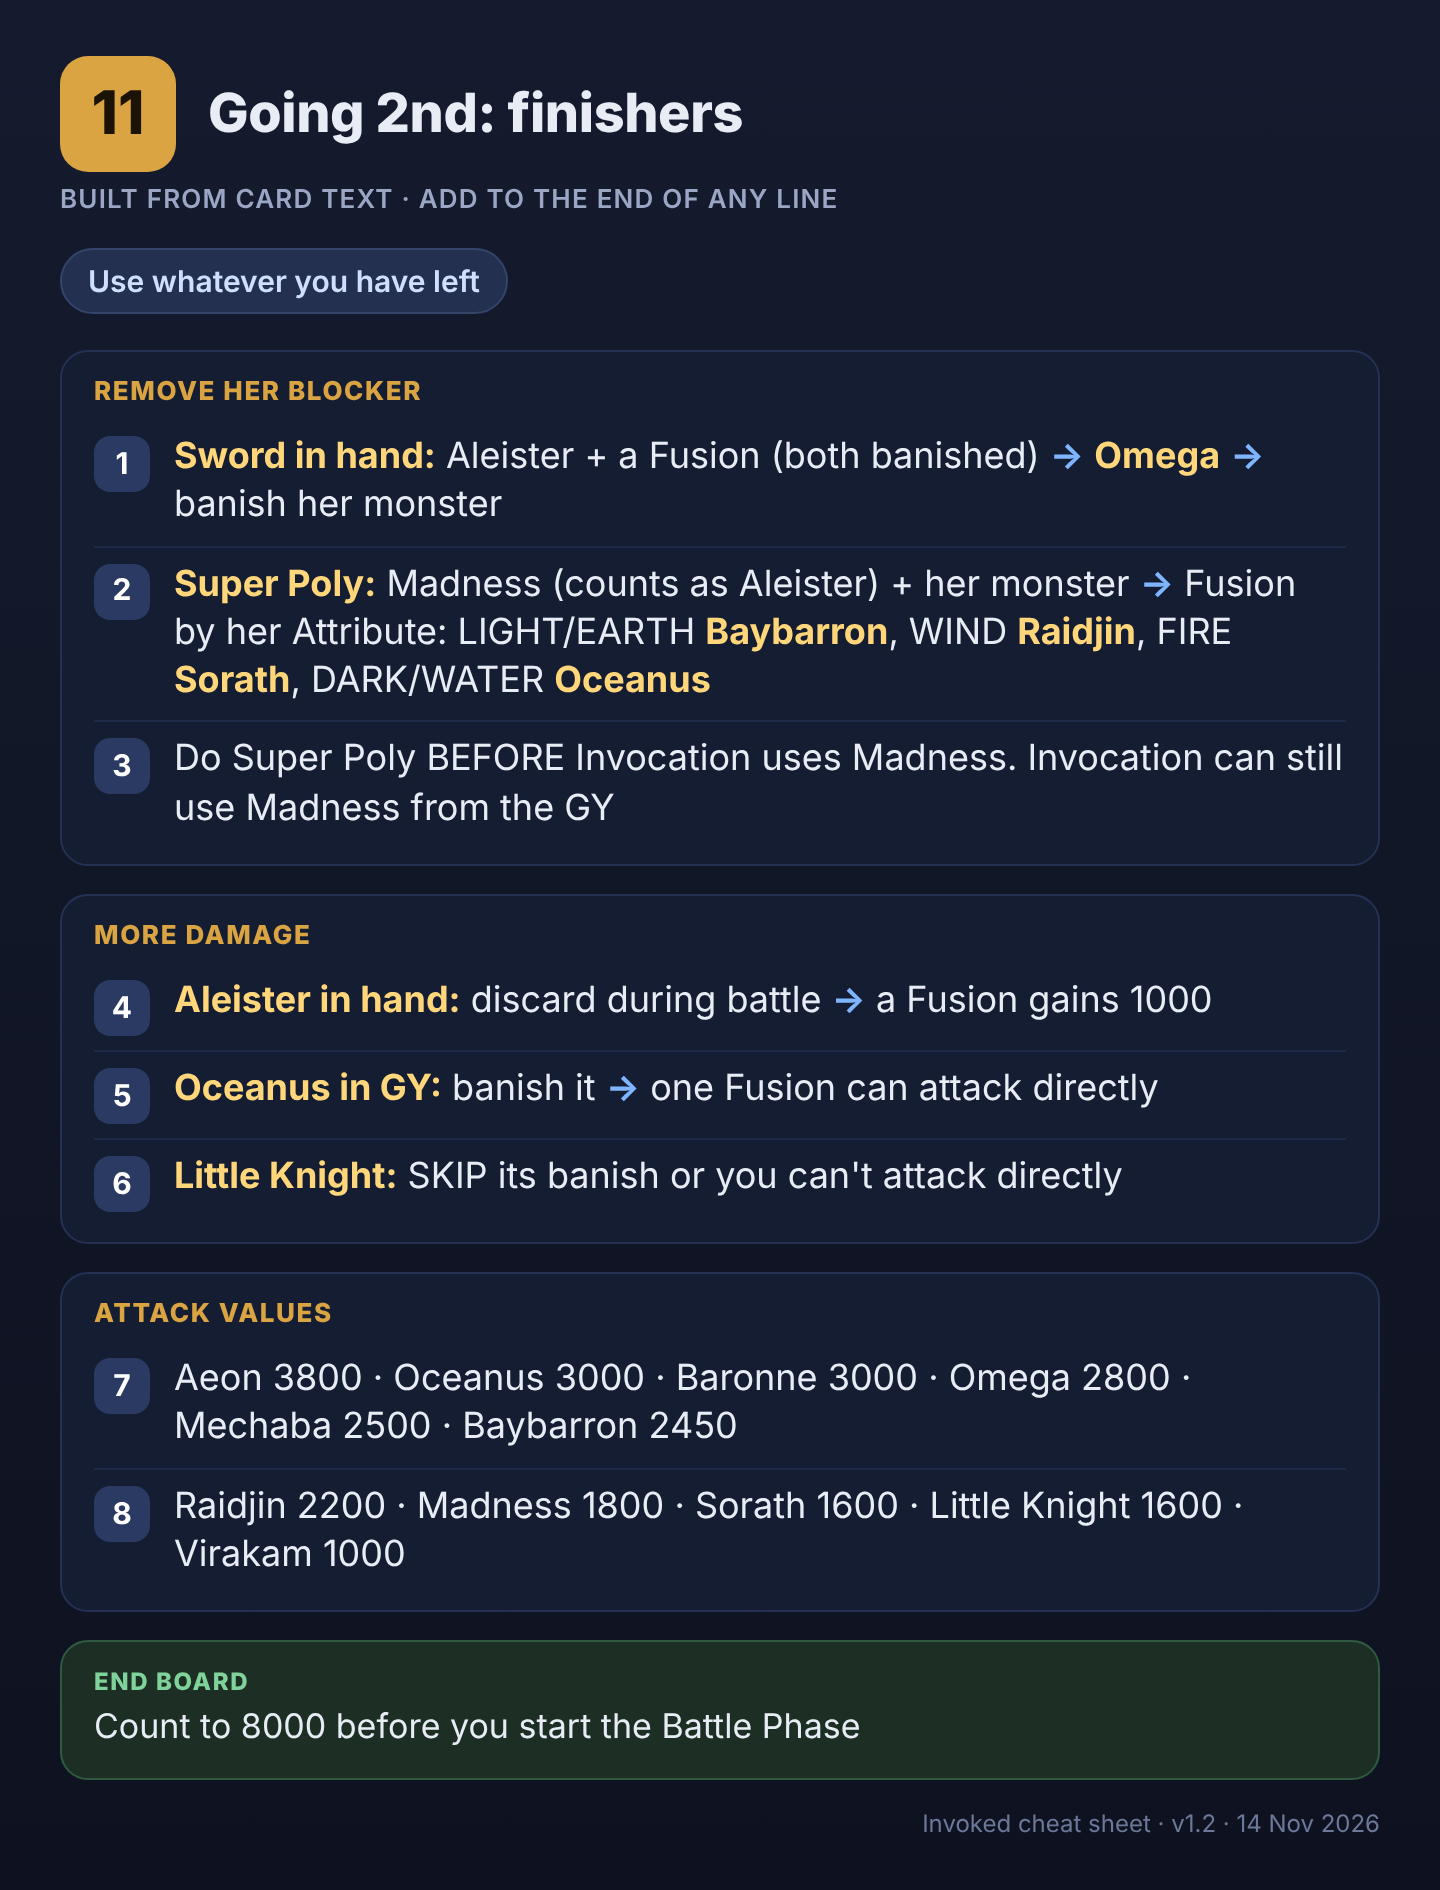 11
Going 2nd: finishers
BUILT FROM CARD TEXT · ADD TO THE END OF ANY LINE
Use whatever you have left
REMOVE HER BLOCKER
1
Sword in hand: Aleister + a Fusion (both banished) → Omega →
banish her monster
2
Super Poly: Madness (counts as Aleister) + her monster → Fusion
by her Attribute: LIGHT/EARTH Baybarron, WIND Raidjin, FIRE
Sorath, DARK/WATER Oceanus
3
Do Super Poly BEFORE Invocation uses Madness. Invocation can still
use Madness from the GY
MORE DAMAGE
4
Aleister in hand: discard during battle → a Fusion gains 1000
5
Oceanus in GY: banish it → one Fusion can attack directly
6
Little Knight: SKIP its banish or you can't attack directly
ATTACK VALUES
7
Aeon 3800 · Oceanus 3000 · Baronne 3000 · Omega 2800 ·
Mechaba 2500 · Baybarron 2450
8
Raidjin 2200 · Madness 1800 · Sorath 1600 · Little Knight 1600 ·
Virakam 1000
END BOARD
Count to 8000 before you start the Battle Phase
Invoked cheat sheet · v1.2 · 14 Nov 2026